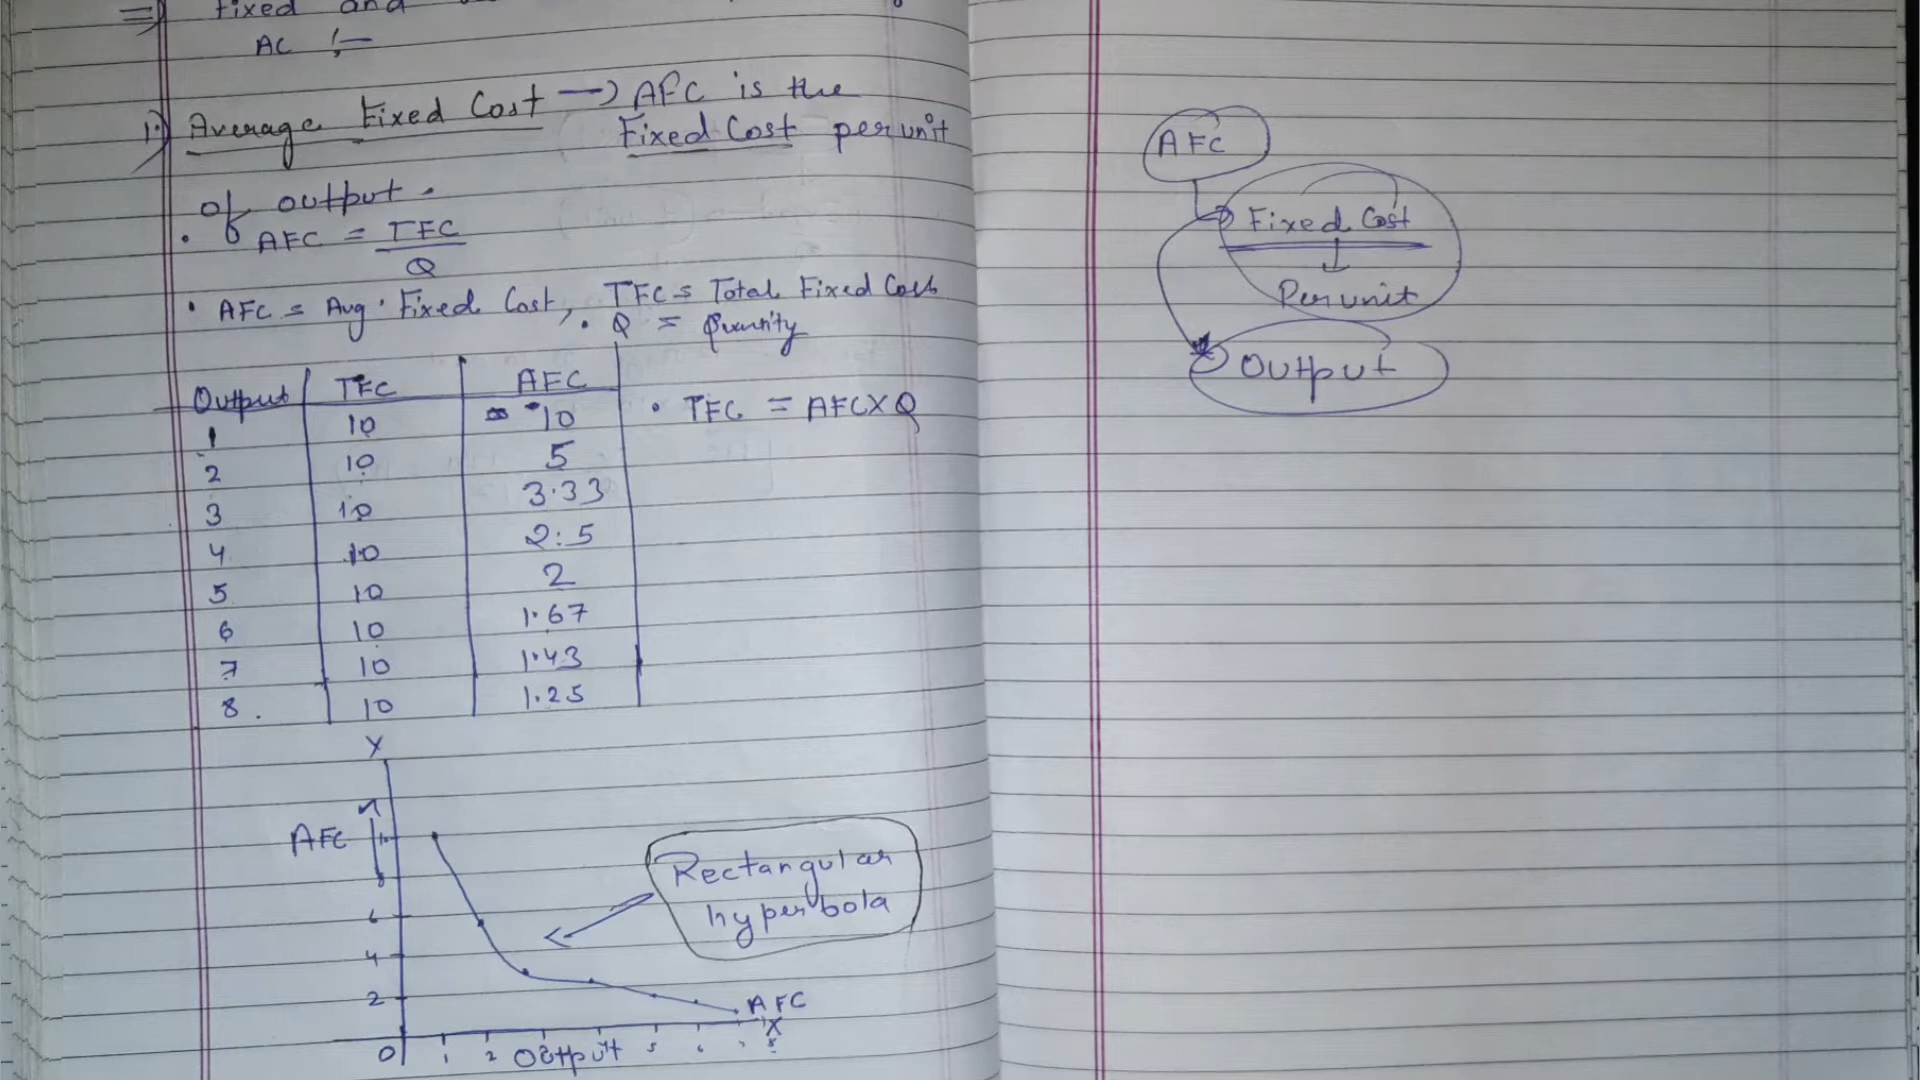 ⇒) Fixed and
AC :—
1.) Average Fixed Cost —> AFC is the
Fixed Cost per unit
of output.
• AFC = TFC
Q
• AFC = Avg. Fixed Cost, TFC = Total Fixed Cost
• Q = Quantity
Output TFC AFC
1 10 10
• TFC = AFC X Q
2 10 5
3 10 3.33
4 10 2.5
5 10 2
6 10 1.67
7 10 1.43
8. 10 1.25
Y
AFC 10
8
6
4
2
Rectangular
hyperbola
AFC
X
0 1 2 Output 5 6 7 8
AFC
Fixed Cost
Per unit
Output